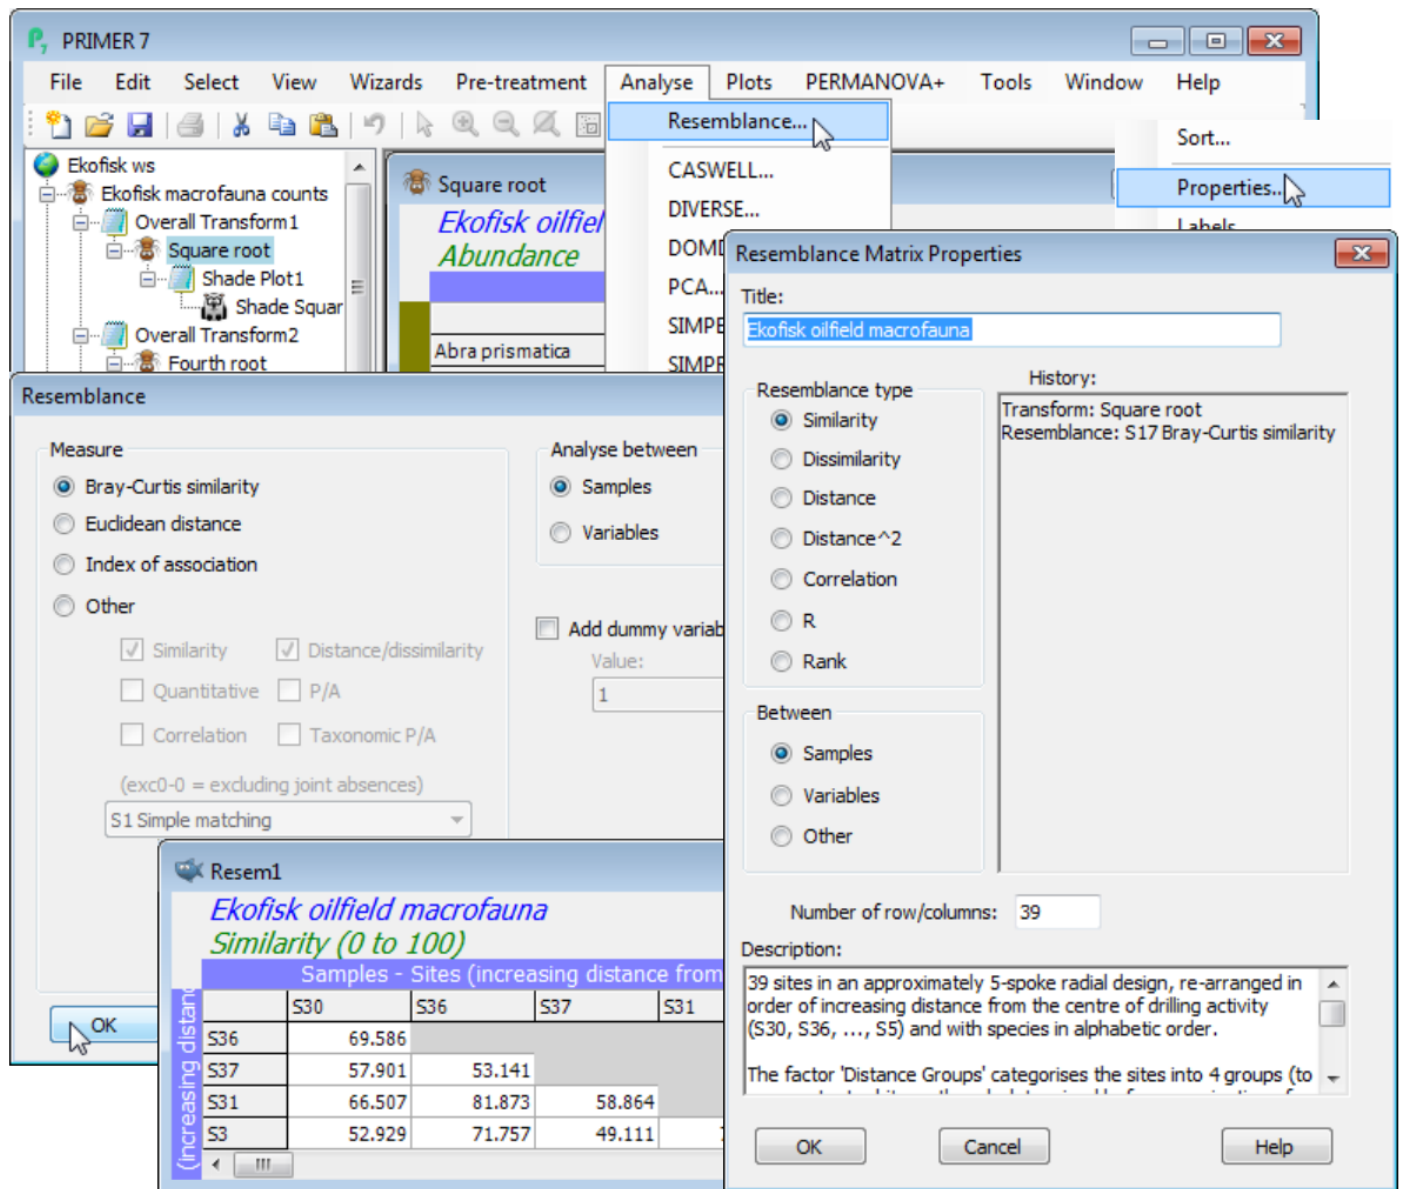 PRIMER 7
File Edit Select View Wizards Pre-treatment Analyse Plots PERMANOVA+ Tools Window Help
Resemblance...
CASWELL...
DIVERSE...
PCA...
Sort...
Properties...
Labels
Ekofisk ws
Ekofisk macrofauna counts
Overall Transform1
Square root
Shade Plot1
Shade Squar
Overall Transform2
Fourth root
Square root
Ekofisk oilfiel
Abundance
Abra prismatica
Resemblance
Measure
Bray-Curtis similarity
Euclidean distance
Index of association
Other
Similarity Distance/dissimilarity
Quantitative P/A
Correlation Taxonomic P/A
(exc0-0 = excluding joint absences)
S1 Simple matching
OK
Analyse between
Samples
Variables
Add dummy variab
Value:
1
Resem1
Ekofisk oilfield macrofauna
Similarity (0 to 100)
Samples - Sites (increasing distance from
(increasing distanc
S30 S36 S37 S31
S36 69.586
S37 57.901 53.141
S31 66.507 81.873 58.864
S3 52.929 71.757 49.111
Resemblance Matrix Properties
Title:
Ekofisk oilfield macrofauna
Resemblance type
Similarity
Dissimilarity
Distance
Distance^2
Correlation
R
Rank
Between
Samples
Variables
Other
History:
Transform: Square root
Resemblance: S17 Bray-Curtis similarity
Number of row/columns: 39
Description:
39 sites in an approximately 5-spoke radial design, re-arranged in
order of increasing distance from the centre of drilling activity
(S30, S36, ..., S5) and with species in alphabetic order.
The factor 'Distance Groups' categorises the sites into 4 groups (to
OK Cancel Help